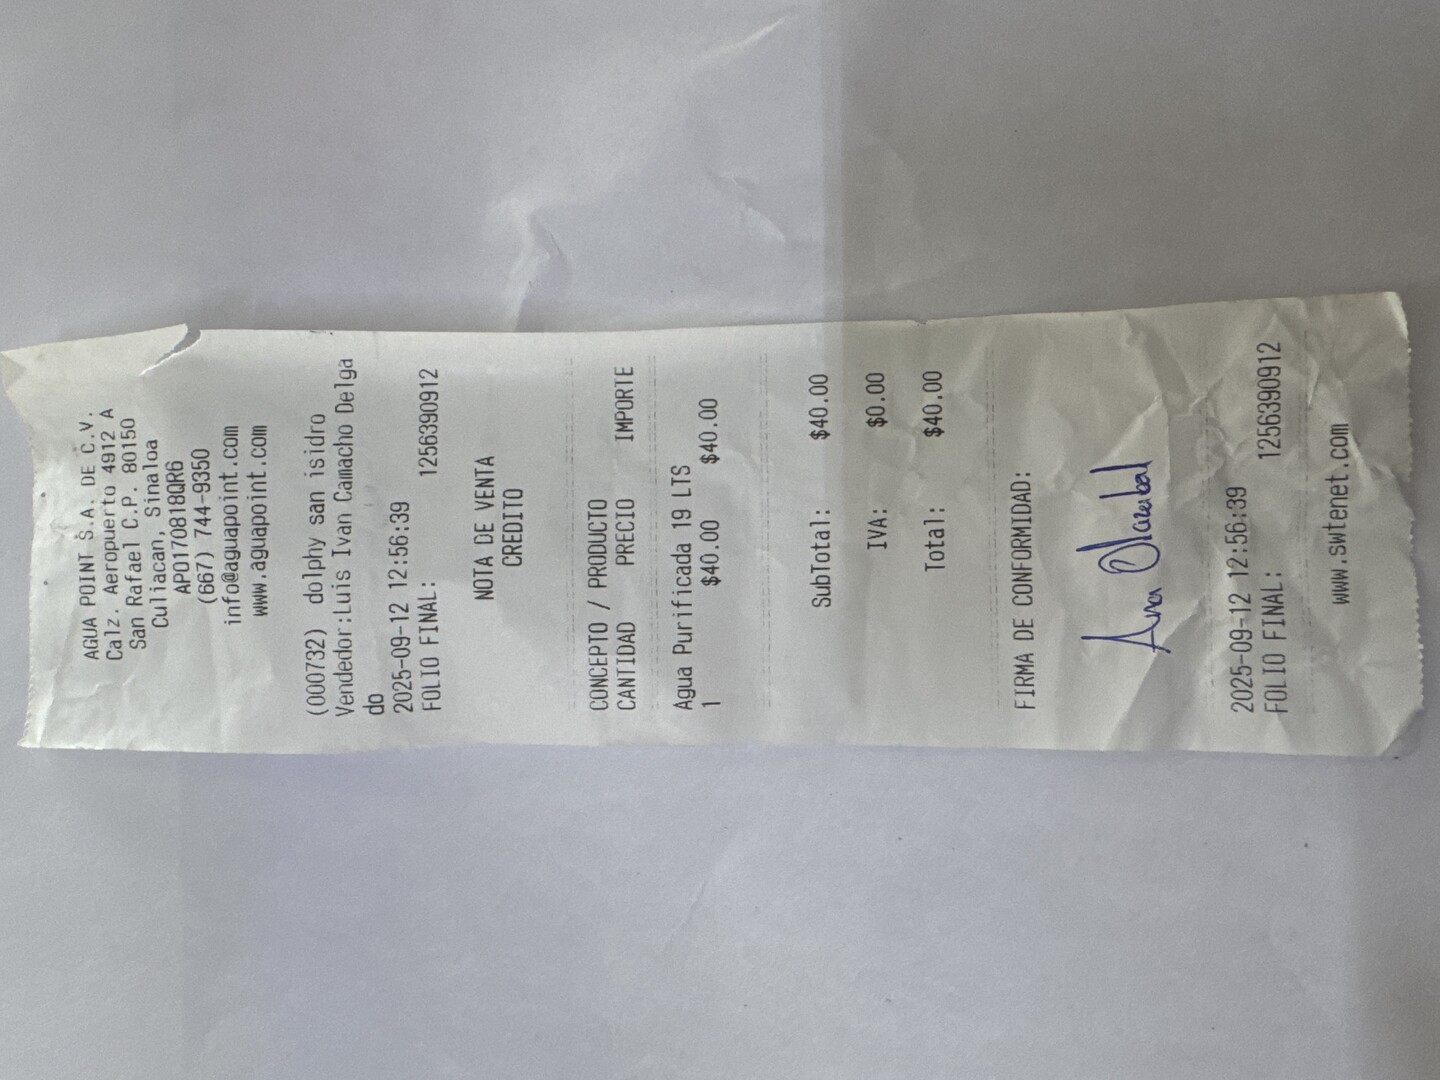 AGUA POINT S.A. DE C.V.
Calz. Aeropuerto 4912 A
San Rafael C.P. 80150
Culiacan, Sinaloa
APO170818QR6
(667) 744-9350
info@aguapoint.com
www.aguapoint.com
(000732) dolphy san isidro
Vendedor:Luis Ivan Camacho Delga
do
2025-09-12 12:56:39
FOLIO FINAL: 1256390912
NOTA DE VENTA
CREDITO
CONCEPTO / PRODUCTO
CANTIDAD PRECIO IMPORTE
Agua Purificada 19 LTS
1 $40.00 $40.00
SubTotal: $40.00
IVA: $0.00
Total: $40.00
FIRMA DE CONFORMIDAD:
Ana
2025-09-12 12:56:39
FOLIO FINAL: 1256390912
www.swtenet.com